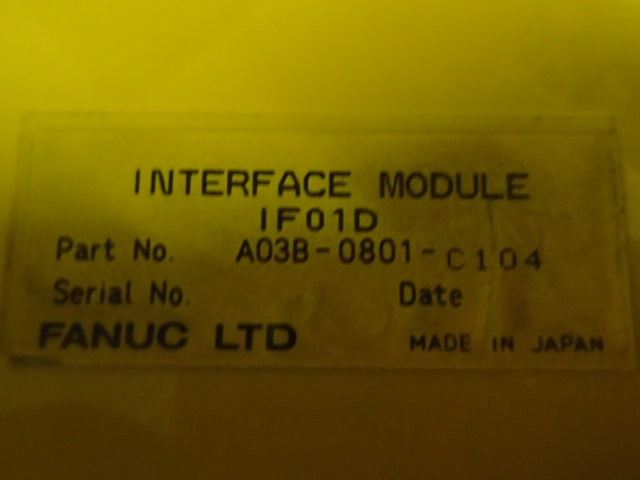 INTERFACE MODULE
IF01D
Part No. A03B-0801-C104
Serial No. Date
FANUC LTD MADE IN JAPAN